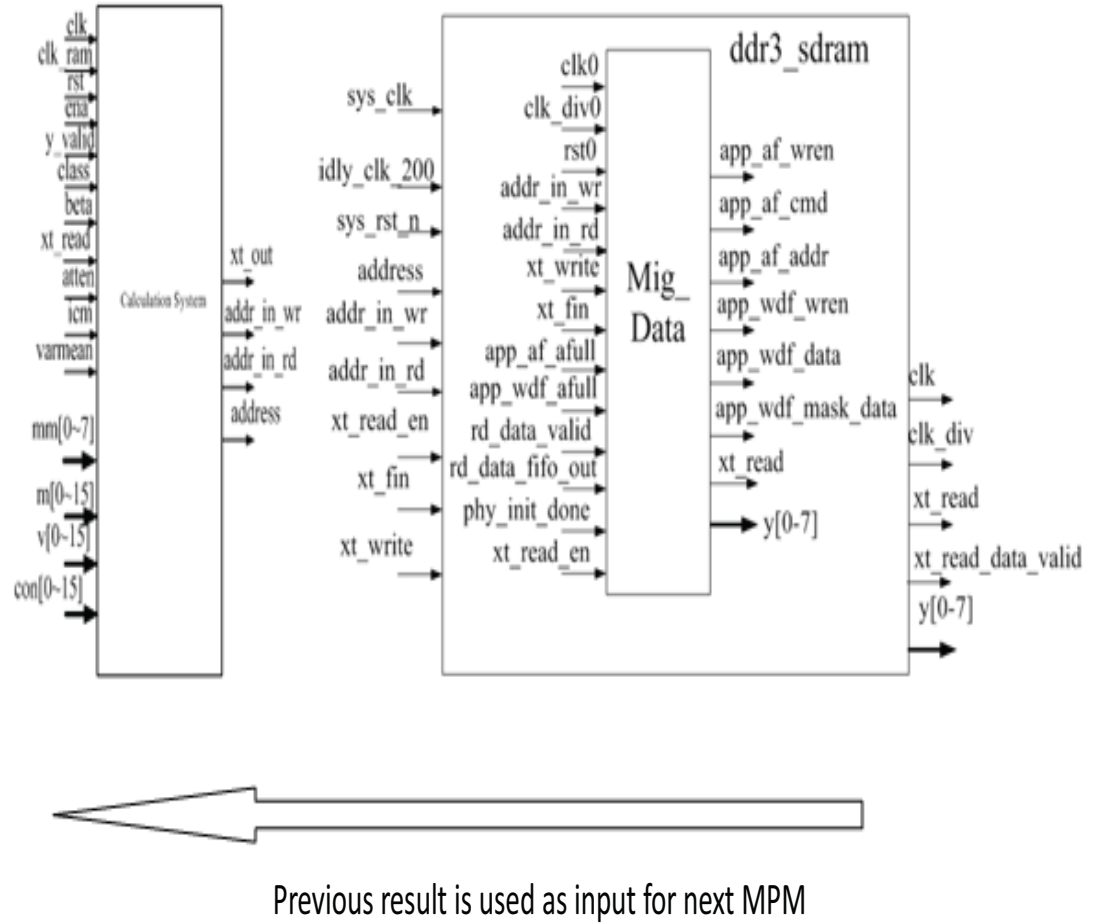 clk
clk_ram
rst
ena
y_valid
class
beta
xt_read
atten
icm
varmean
mm[0~7]
m[0~15]
v[0~15]
con[0~15]
Calculation System
xt_out
addr_in_wr
addr_in_rd
address
sys_clk
idly_clk_200
sys_rst_n
address
addr_in_wr
addr_in_rd
xt_read_en
xt_fin
xt_write
ddr3_sdram
clk0
clk_div0
rst0
addr_in_wr
addr_in_rd
xt_write
xt_fin
app_af_afull
app_wdf_afull
rd_data_valid
rd_data_fifo_out
phy_init_done
xt_read_en
Mig_
Data
app_af_wren
app_af_cmd
app_af_addr
app_wdf_wren
app_wdf_data
app_wdf_mask_data
xt_read
y[0-7]
clk
clk_div
xt_read
xt_read_data_valid
y[0-7]
Previous result is used as input for next MPM